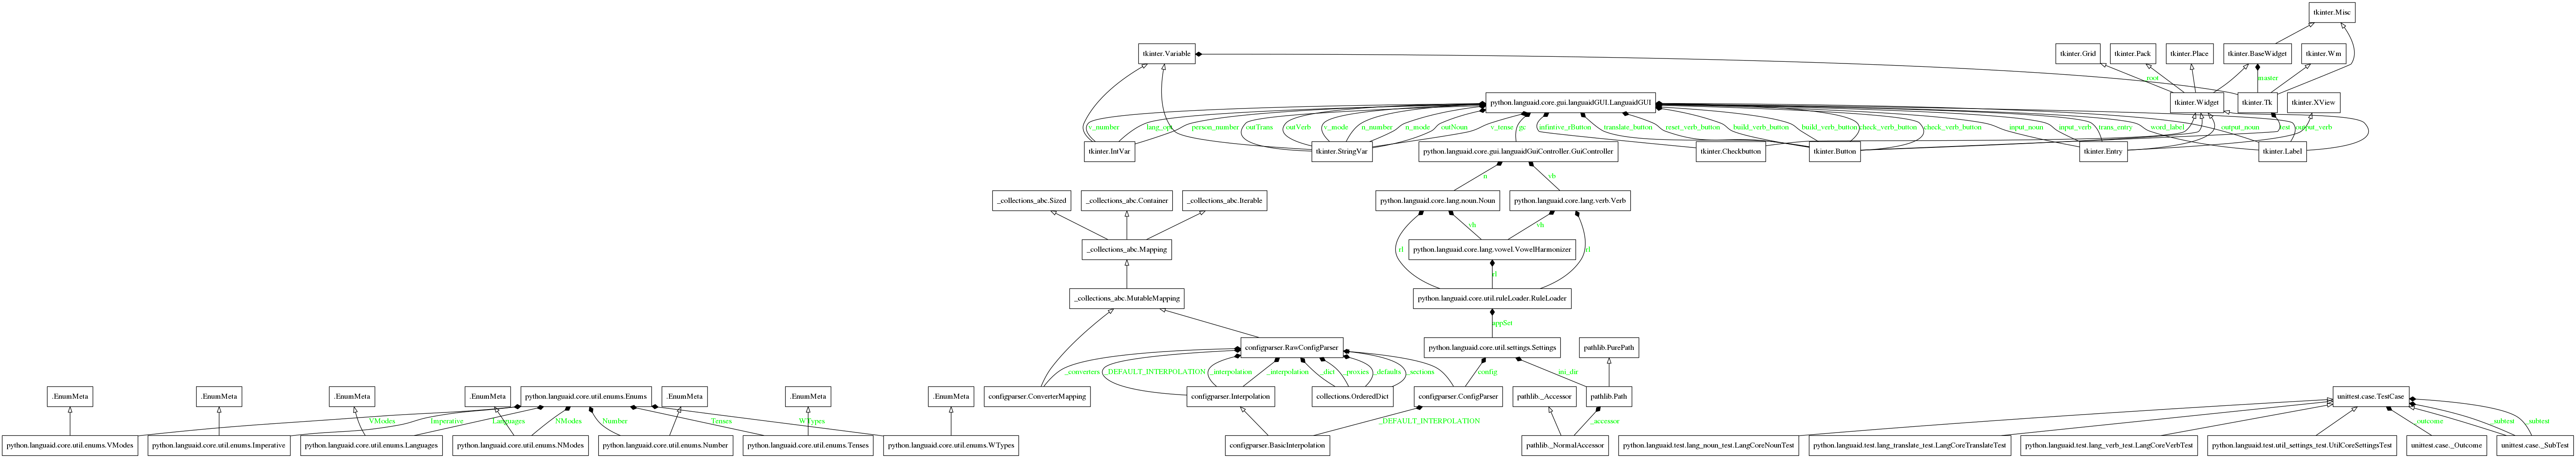 tkinter.Misc
tkinter.Variable
tkinter.Grid
tkinter.Pack
tkinter.Place
tkinter.BaseWidget
tkinter.Wm
root
master
python.languaid.core.gui.languaidGUI.LanguaidGUI
tkinter.Widget
tkinter.Tk
tkinter.XView
v_number
lang_opt
person_number
outTrans
outVerb
v_mode
n_number
n_mode
outNoun
v_tense
gc
infintive_rButton
translate_button
reset_verb_button
build_verb_button
build_verb_button
check_verb_button
check_verb_button
input_noun
input_verb
trans_entry
word_label
output_noun
test
output_verb
tkinter.IntVar
tkinter.StringVar
python.languaid.core.gui.languaidGuiController.GuiController
tkinter.Checkbutton
tkinter.Button
tkinter.Entry
tkinter.Label
n
vb
_collections_abc.Sized
_collections_abc.Container
_collections_abc.Iterable
python.languaid.core.lang.noun.Noun
python.languaid.core.lang.verb.Verb
vh
vh
_collections_abc.Mapping
rl
python.languaid.core.lang.vowel.VowelHarmonizer
rl
rl
_collections_abc.MutableMapping
python.languaid.core.util.ruleLoader.RuleLoader
appSet
configparser.RawConfigParser
python.languaid.core.util.settings.Settings
pathlib.PurePath
_converters
_DEFAULT_INTERPOLATION
_interpolation
_interpolation
_dict
_proxies
_defaults
_sections
config
ini_dir
.EnumMeta
.EnumMeta
.EnumMeta
.EnumMeta
python.languaid.core.util.enums.Enums
.EnumMeta
.EnumMeta
.EnumMeta
configparser.ConverterMapping
configparser.Interpolation
collections.OrderedDict
configparser.ConfigParser
pathlib._Accessor
pathlib.Path
unittest.case.TestCase
VModes
Imperative
Languages
NModes
Number
Tenses
WTypes
_DEFAULT_INTERPOLATION
_accessor
outcome
_subtest
_subtest
python.languaid.core.util.enums.VModes
python.languaid.core.util.enums.Imperative
python.languaid.core.util.enums.Languages
python.languaid.core.util.enums.NModes
python.languaid.core.util.enums.Number
python.languaid.core.util.enums.Tenses
python.languaid.core.util.enums.WTypes
configparser.BasicInterpolation
pathlib._NormalAccessor
python.languaid.test.lang_noun_test.LangCoreNounTest
python.languaid.test.lang_translate_test.LangCoreTranslateTest
python.languaid.test.lang_verb_test.LangCoreVerbTest
python.languaid.test.util_settings_test.UtilCoreSettingsTest
unittest.case._Outcome
unittest.case._SubTest